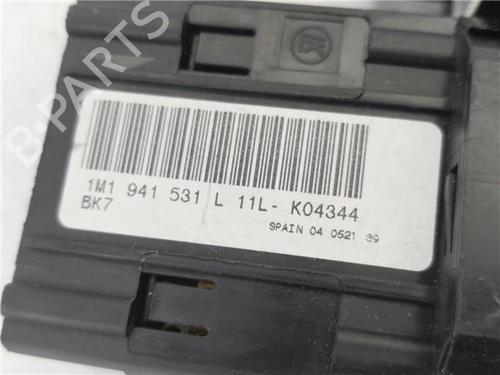 B-PARTS
K
1M1 941 531 L 11L- K04344
BK7
SPAIN 04 0521 39